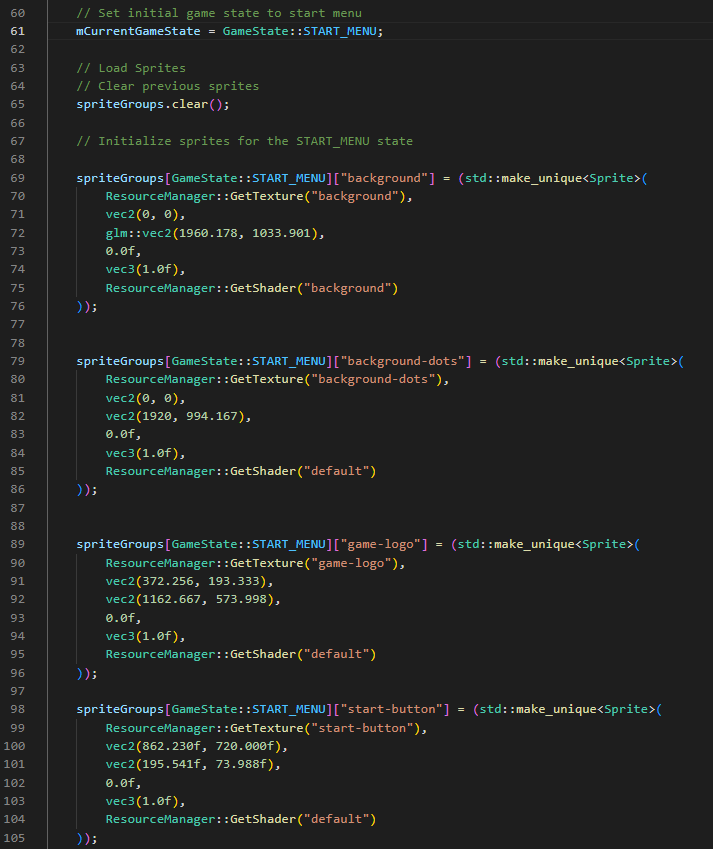 60 // Set initial game state to start menu
61 mCurrentGameState = GameState::START_MENU;
62
63 // Load Sprites
64 // Clear previous sprites
65 spriteGroups.clear();
66
67 // Initialize sprites for the START_MENU state
68
69 spriteGroups[GameState::START_MENU]["background"] = (std::make_unique<Sprite>(
70 ResourceManager::GetTexture("background"),
71 vec2(0, 0),
72 glm::vec2(1960.178, 1033.901),
73 0.0f,
74 vec3(1.0f),
75 ResourceManager::GetShader("background")
76 ));
77
78
79 spriteGroups[GameState::START_MENU]["background-dots"] = (std::make_unique<Sprite>(
80 ResourceManager::GetTexture("background-dots"),
81 vec2(0, 0),
82 vec2(1920, 994.167),
83 0.0f,
84 vec3(1.0f),
85 ResourceManager::GetShader("default")
86 ));
87
88
89 spriteGroups[GameState::START_MENU]["game-logo"] = (std::make_unique<Sprite>(
90 ResourceManager::GetTexture("game-logo"),
91 vec2(372.256, 193.333),
92 vec2(1162.667, 573.998),
93 0.0f,
94 vec3(1.0f),
95 ResourceManager::GetShader("default")
96 ));
97
98 spriteGroups[GameState::START_MENU]["start-button"] = (std::make_unique<Sprite>(
99 ResourceManager::GetTexture("start-button"),
100 vec2(862.230f, 720.000f),
101 vec2(195.541f, 73.988f),
102 0.0f,
103 vec3(1.0f),
104 ResourceManager::GetShader("default")
105 ));